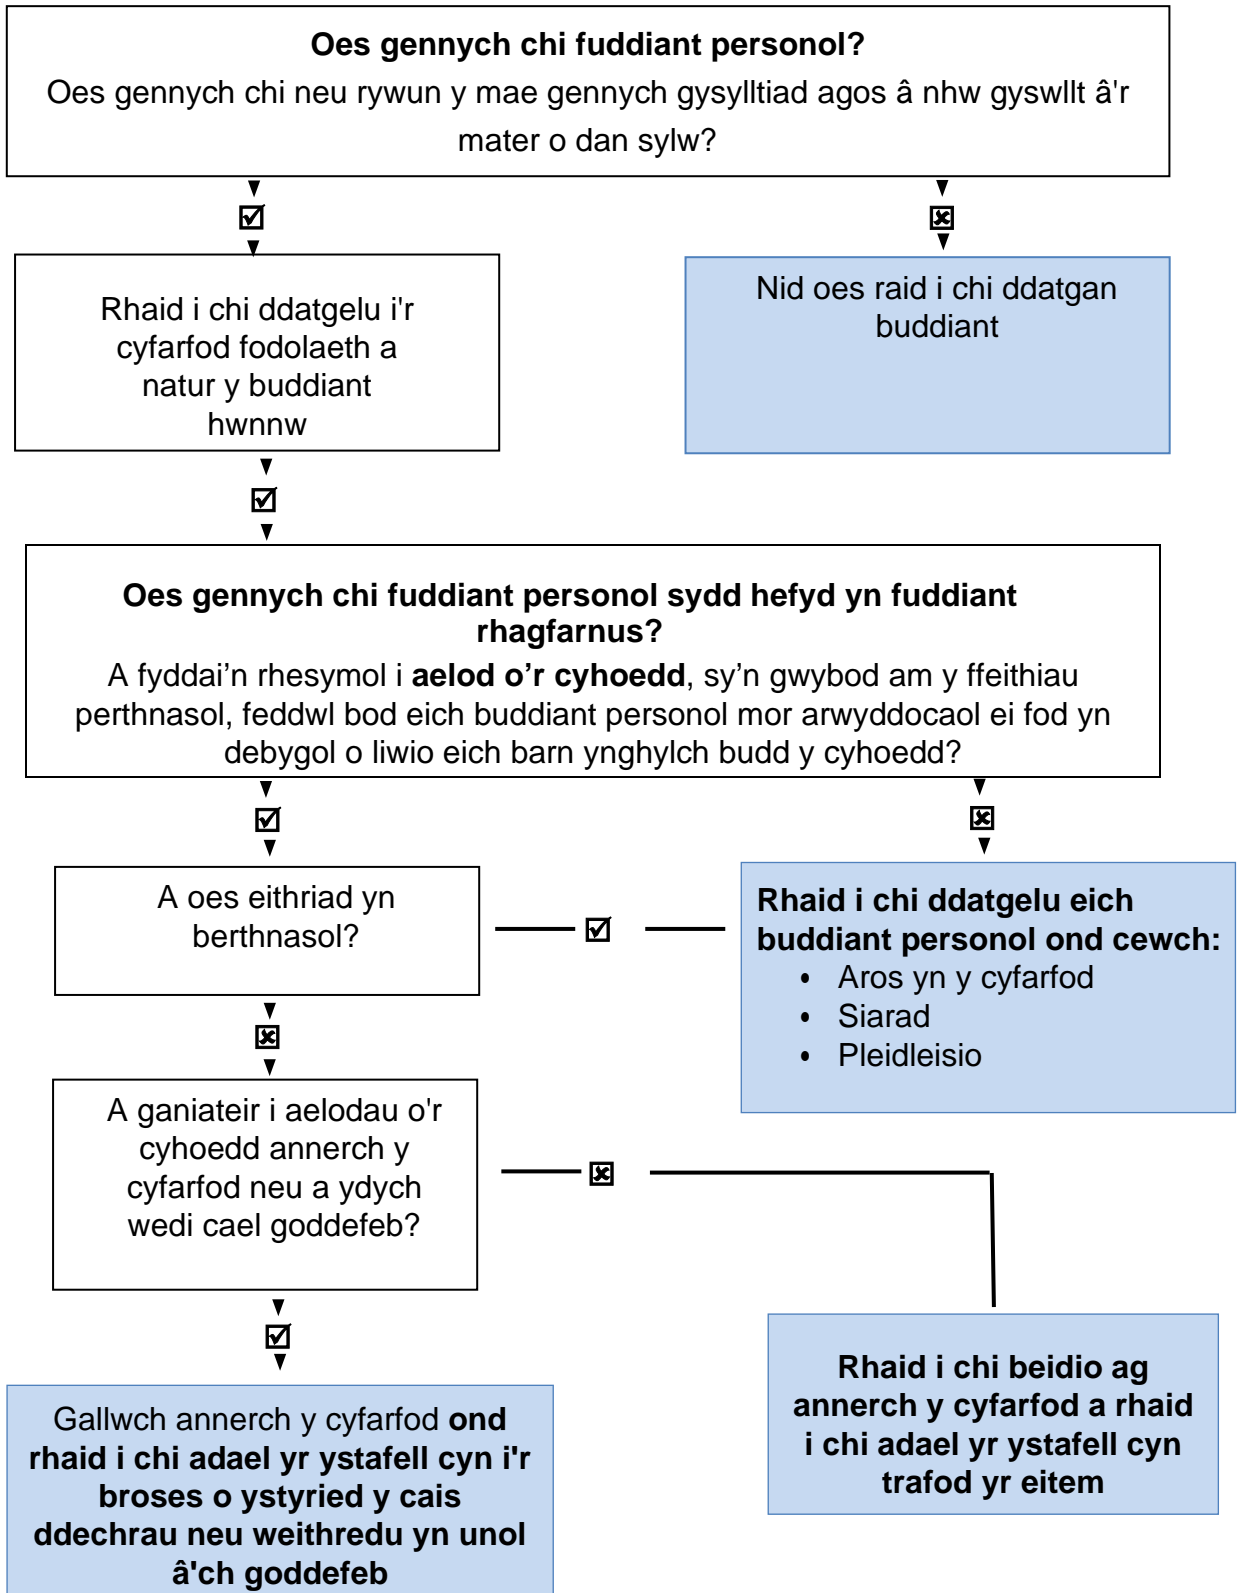 Oes gennych chi fuddiant personol?
Oes gennych chi neu rywun y mae gennych gysylltiad agos â nhw gyswllt â'r
mater o dan sylw?
Rhaid i chi ddatgelu i'r
cyfarfod fodolaeth a
natur y buddiant
hwnnw
Nid oes raid i chi ddatgan
buddiant
Oes gennych chi fuddiant personol sydd hefyd yn fuddiant
rhagfarnus?
A fyddai’n rhesymol i aelod o’r cyhoedd, sy’n gwybod am y ffeithiau
perthnasol, feddwl bod eich buddiant personol mor arwyddocaol ei fod yn
debygol o liwio eich barn ynghylch budd y cyhoedd?
A oes eithriad yn
berthnasol?
Rhaid i chi ddatgelu eich
buddiant personol ond cewch:
• Aros yn y cyfarfod
• Siarad
• Pleidleisio
A ganiateir i aelodau o'r
cyhoedd annerch y
cyfarfod neu a ydych
wedi cael goddefeb?
Gallwch annerch y cyfarfod ond
rhaid i chi adael yr ystafell cyn i'r
broses o ystyried y cais
ddechrau neu weithredu yn unol
â'ch goddefeb
Rhaid i chi beidio ag
annerch y cyfarfod a rhaid
i chi adael yr ystafell cyn
trafod yr eitem